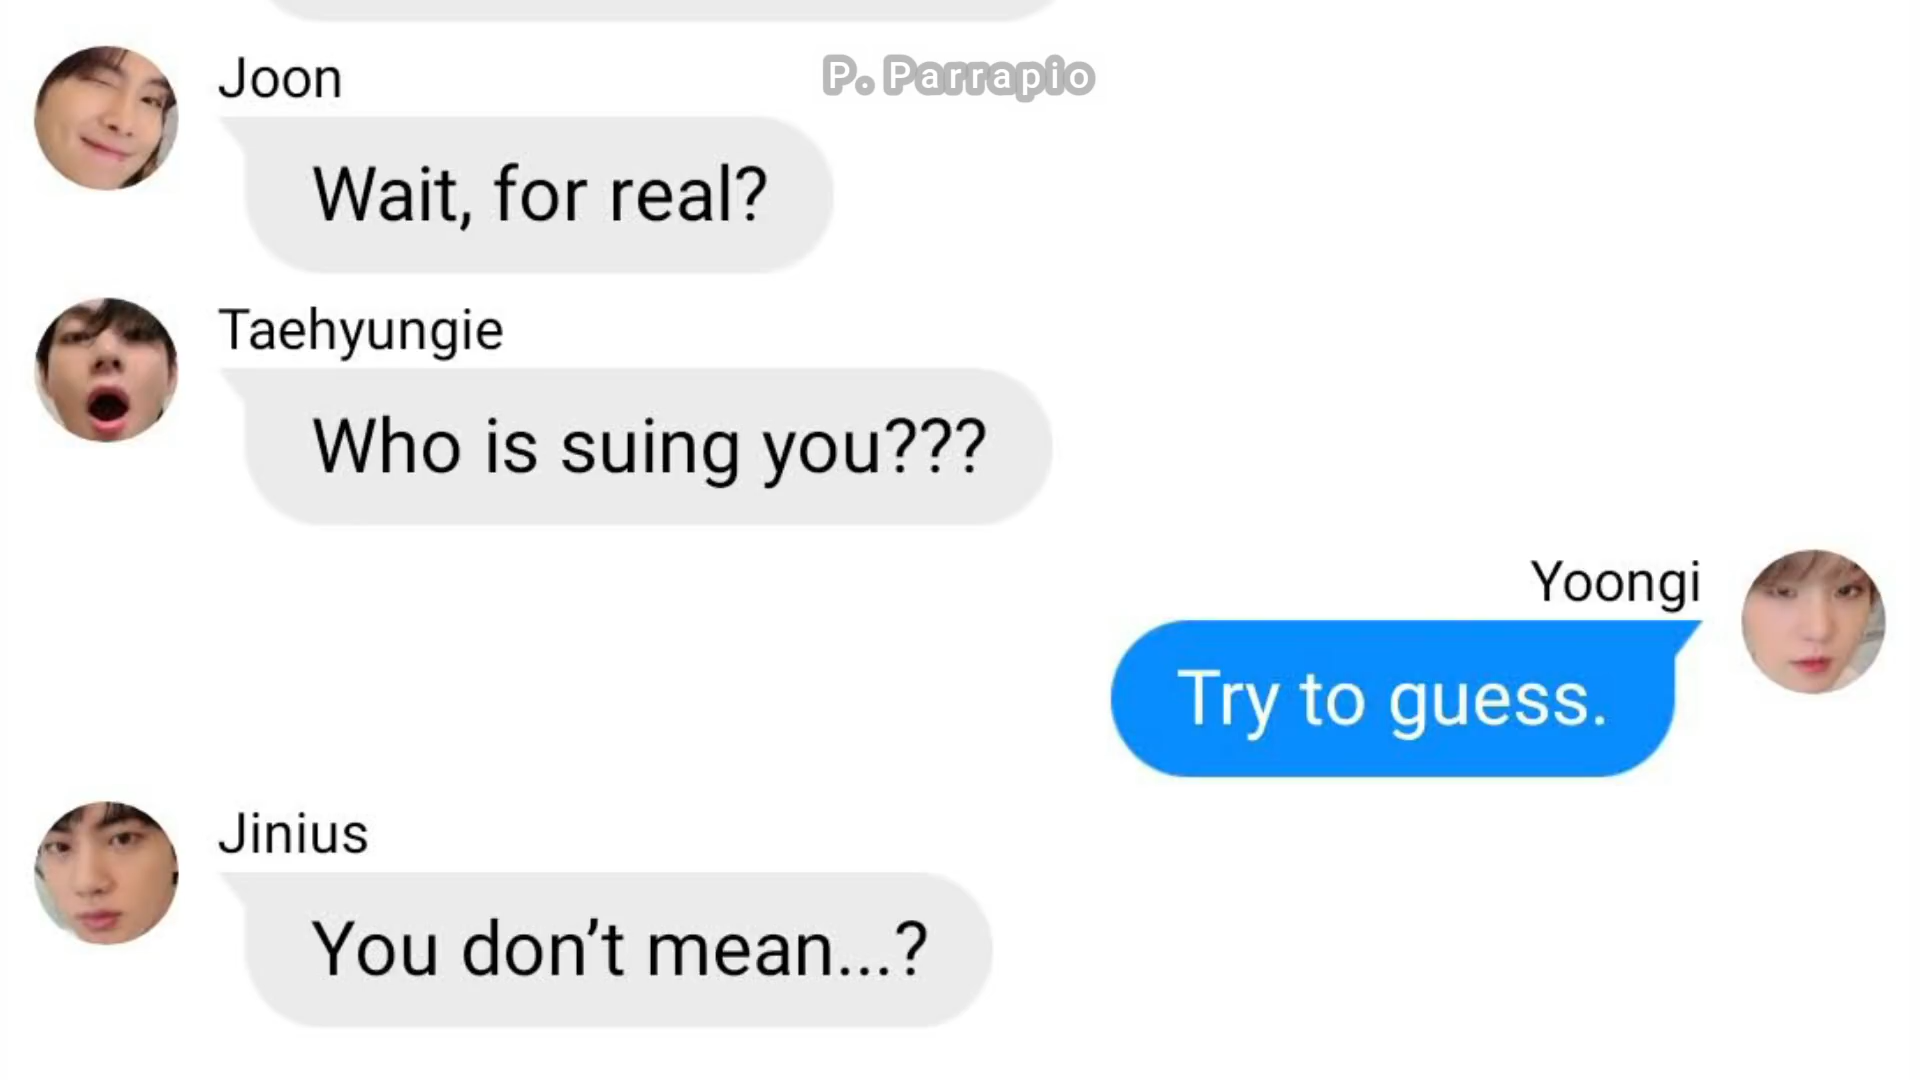 P. Parrapio
Joon
Wait, for real?
Taehyungie
Who is suing you???
Yoongi
Try to guess.
Jinius
You don’t mean...?